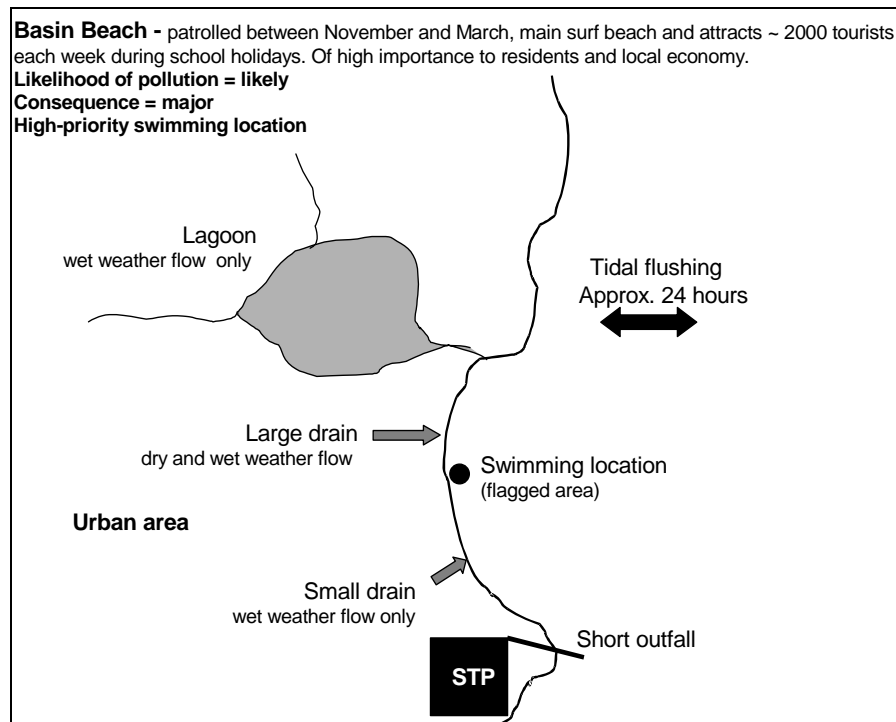 Basin Beach - patrolled between November and March, main surf beach and attracts ~ 2000 tourists
each week during school holidays. Of high importance to residents and local economy.
Likelihood of pollution = likely
Consequence = major
High-priority swimming location
Lagoon
wet weather flow only
Tidal flushing
Approx. 24 hours
Large drain
dry and wet weather flow
Swimming location
(flagged area)
Urban area
Small drain
wet weather flow only
Short outfall
STP